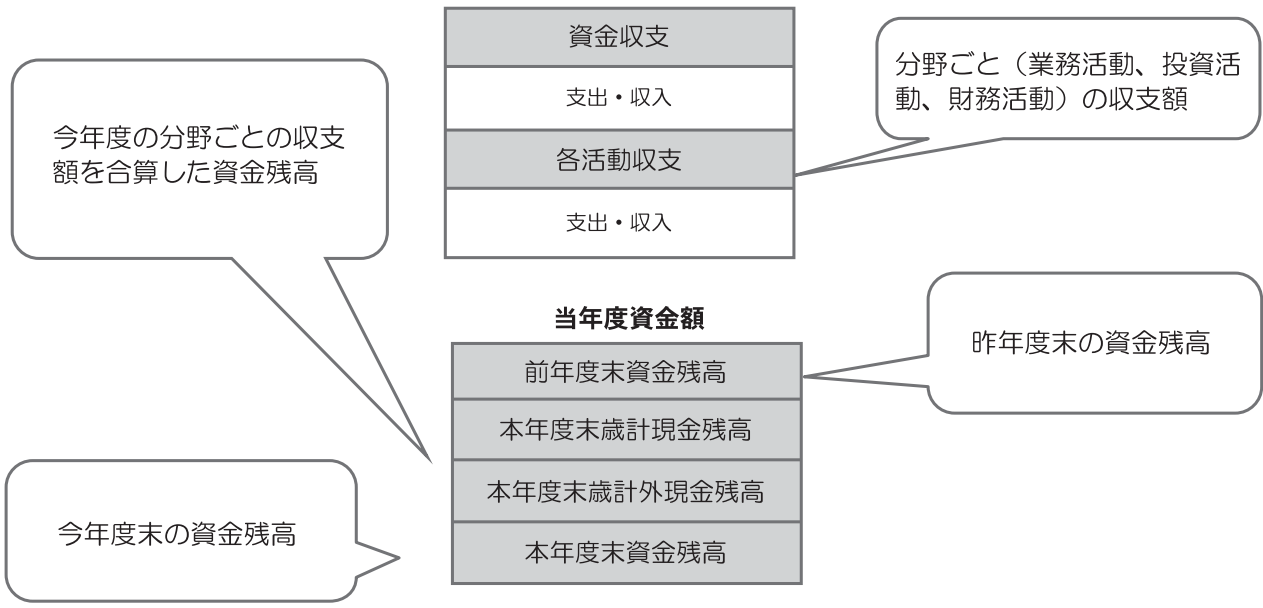 資金収支
支出・収入
各活動収支
支出・収入
分野ごと（業務活動、投資活
動、財務活動）の収支額
今年度の分野ごとの収支
額を合算した資金残高
当年度資金額
前年度末資金残高
本年度末歳計現金残高
本年度末歳計外現金残高
本年度末資金残高
昨年度末の資金残高
今年度末の資金残高